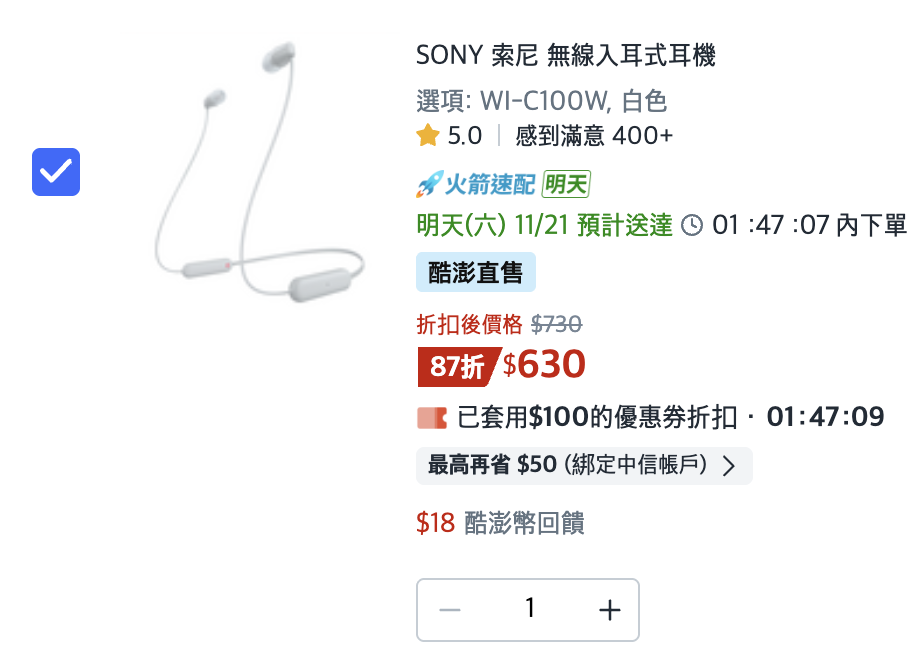 SONY 索尼 無線入耳式耳機
選項: WI-C100W, 白色
5.0 感到滿意 400+
火箭速配 明天
明天(六) 11/21 預計送達 01 :47 :07 內下單
酷澎直售
折扣後價格 $730
87折 $630
已套用$100的優惠券折扣 · 01:47:09
最高再省 $50 (綁定中信帳戶)
$18 酷澎幣回饋
1